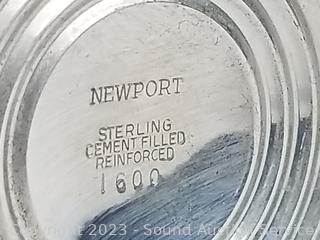 NEWPORT
STERLING
CEMENT FILLED
REINFORCED
1600
Copyright 2023 - Sound Auction Service